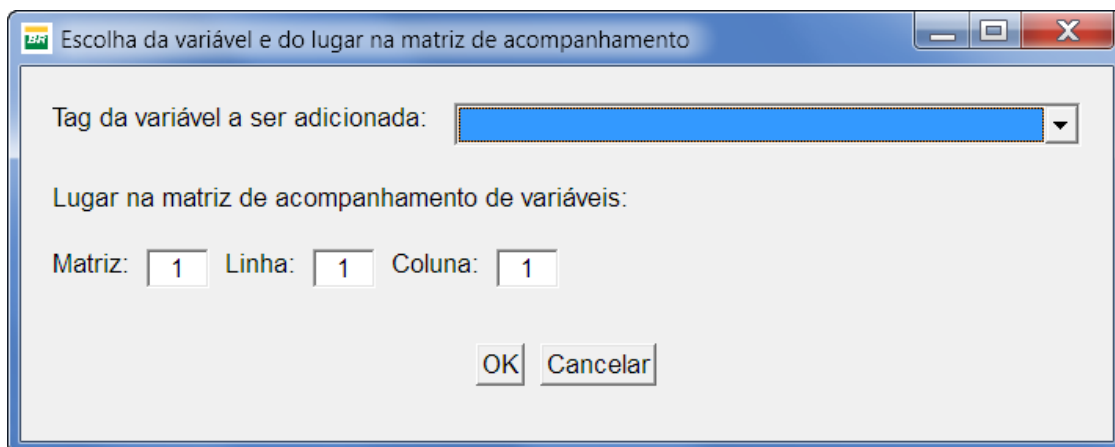 BR Escolha da variável e do lugar na matriz de acompanhamento
Tag da variável a ser adicionada:
Lugar na matriz de acompanhamento de variáveis:
Matriz: 1 Linha: 1 Coluna: 1
OK Cancelar